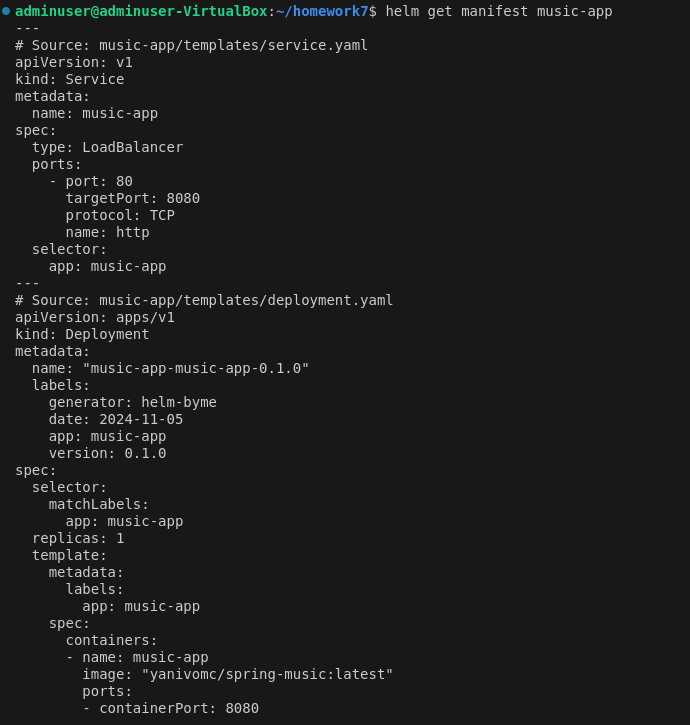 adminuser@adminuser-VirtualBox:~/homework7$ helm get manifest music-app
---
# Source: music-app/templates/service.yaml
apiVersion: v1
kind: Service
metadata:
  name: music-app
spec:
  type: LoadBalancer
  ports:
    - port: 80
      targetPort: 8080
      protocol: TCP
      name: http
  selector:
    app: music-app
---
# Source: music-app/templates/deployment.yaml
apiVersion: apps/v1
kind: Deployment
metadata:
  name: "music-app-music-app-0.1.0"
  labels:
    generator: helm-byme
    date: 2024-11-05
    app: music-app
    version: 0.1.0
spec:
  selector:
    matchLabels:
      app: music-app
  replicas: 1
  template:
    metadata:
      labels:
        app: music-app
    spec:
      containers:
      - name: music-app
        image: "yanivomc/spring-music:latest"
        ports:
        - containerPort: 8080